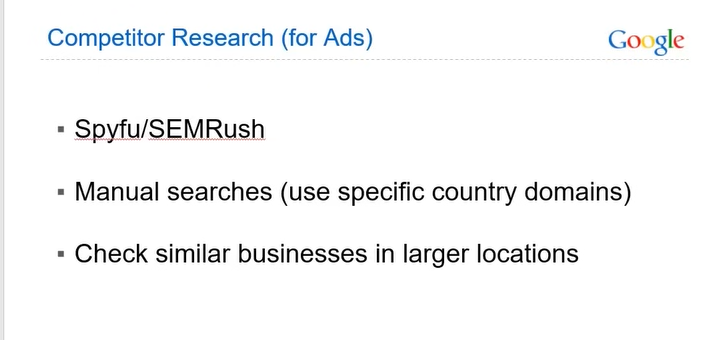 Competitor Research (for Ads)
Google
▪ Spyfu/SEMRush
▪ Manual searches (use specific country domains)
▪ Check similar businesses in larger locations